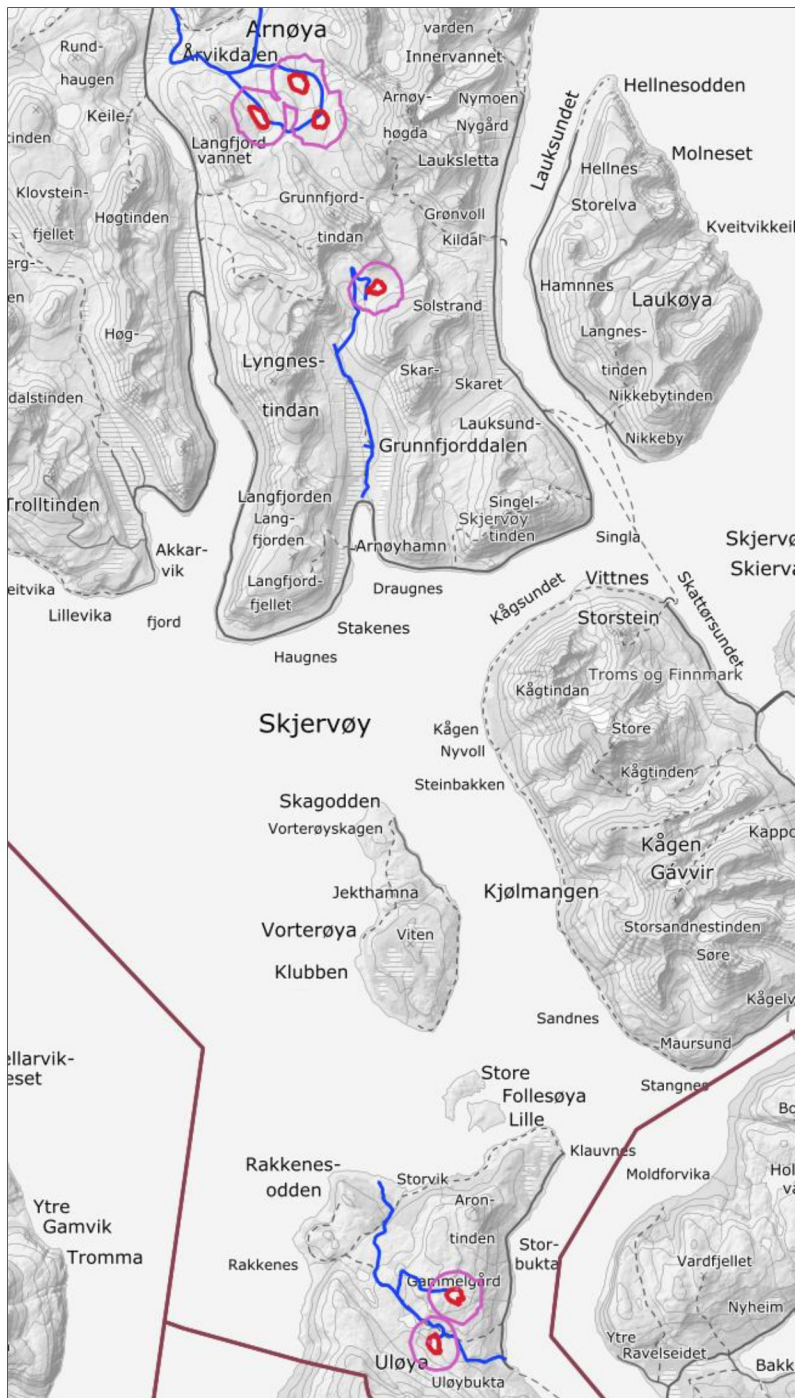 Arnøya
varden
Rund-
haugen
Årvikdalen
Innervannet
Hellnesodden
Keile-
Arnøy-
høgda
Nymoen
Nygård
Lauksundet
Langfjord
vannet
Lauksletta
Molneset
Hellnes
Storelva
Klovstein-
fjellet
Høgtinden
Grunnfjord-
tindan
Grønvoll
Kildal
Kveitvikkeil
Hamnnes
Laukøya
Solstrand
Langnes-
tinden
Høg-
Lyngnes-
tindan
Skar-
Skaret
Nikkebytinden
dalstinden
Lauksund-
Grunnfjorddalen
Nikkeby
Trolltinden
Langfjorden
Lang-
fjorden
Singel-
tinden
Skjervøy
Akkar-
vik
Arnøyhamn
Singla
Skjervø
Skierva
Langfjord-
fjellet
Draugnes
Kågsundet
Vittnes
Skattørsundet
eitvika
Lillevika
fjord
Stakenes
Storstein
Haugnes
Troms og Finnmark
Kågtindan
Skjervøy
Kågen
Nyvoll
Store
Kågtinden
Steinbakken
Skagodden
Vorterøyskagen
Kågen
Gávvir
Kappo
Jekthamna
Kjølmangen
Vorterøya
Viten
Klubben
Storsandnestinden
Søre
Kågelv
Sandnes
Maursund
ellarvik-
eset
Store
Follesøya
Lille
Stangnes
Klauvnes
Rakkenes-
odden
Storvik
Moldforvika
Aron-
tinden
Ytre
Gamvik
Tromma
Rakkenes
Stor-
bukta
Vardfjellet
Gammelgård
Nyheim
Uløya
Uløybukta
Ytre
Ravelseidet
Bakk